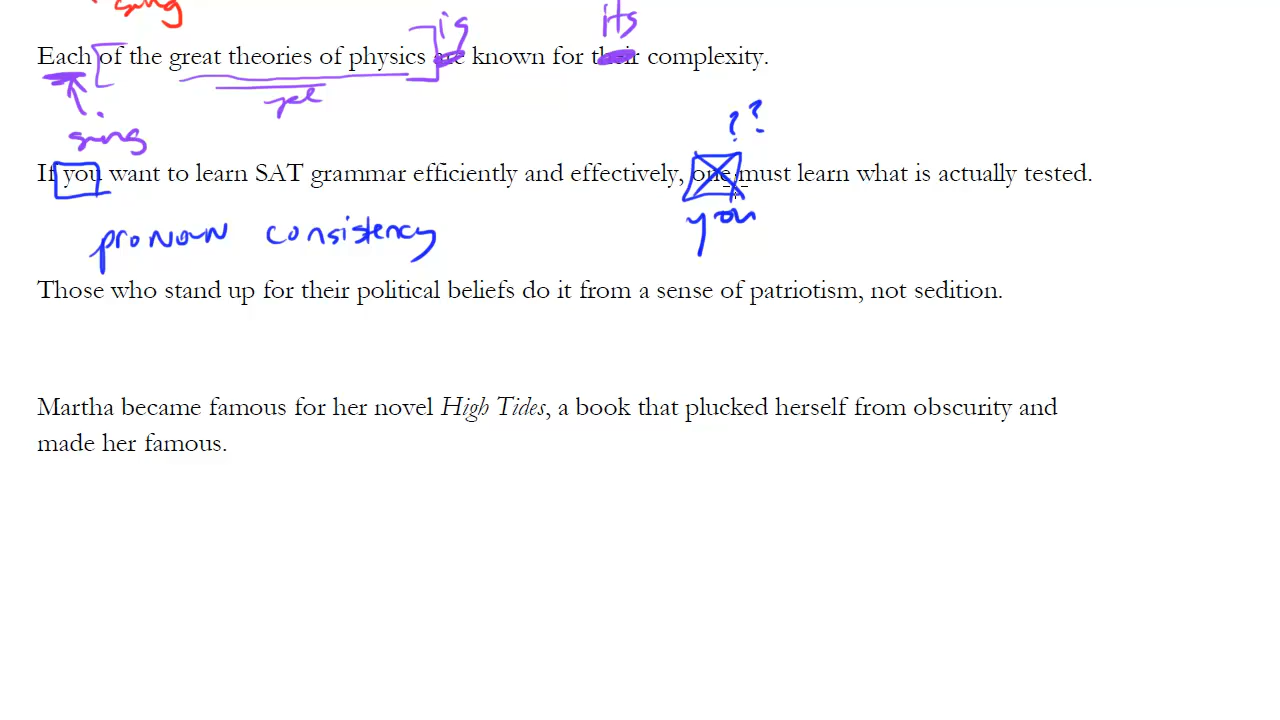 sing
is its
Each of the great theories of physics are known for their complexity.
pl
sing
? ?
If you want to learn SAT grammar efficiently and effectively, one must learn what is actually tested.
you
pronoun consistency
Those who stand up for their political beliefs do it from a sense of patriotism, not sedition.
Martha became famous for her novel High Tides, a book that plucked herself from obscurity and
made her famous.